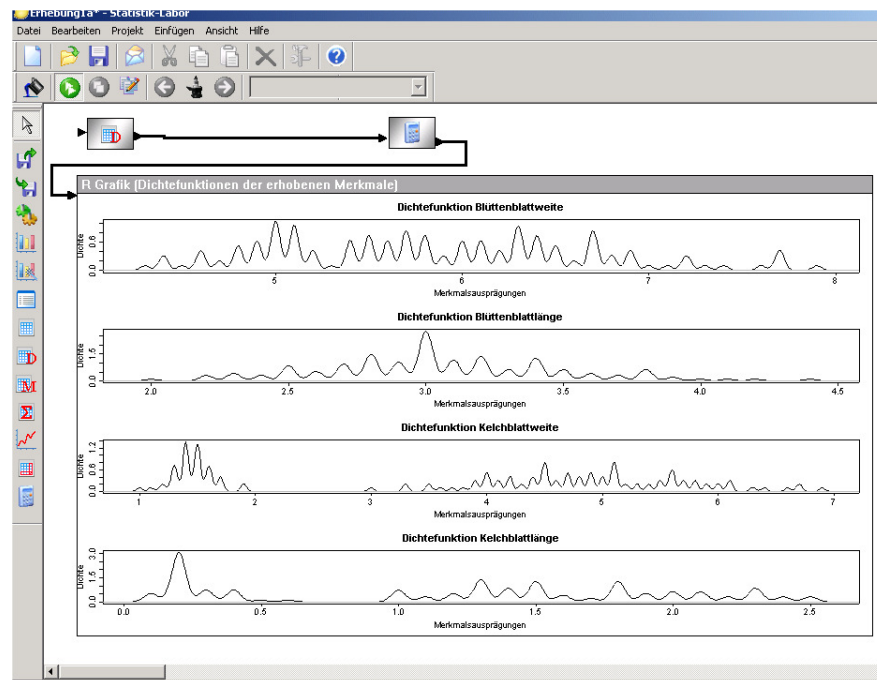 Erhebung1a* - Statistik-Labor
Datei Bearbeiten Projekt Einfügen Ansicht Hilfe
D
R Grafik (Dichtefunktionen der erhobenen Merkmale)
Dichtefunktion Blüttenblattweite
Dichte
0.0 0.6
5 6 7 8
Merkmalsausprägungen
Dichtefunktion Blüttenblattlänge
Dichte
0.0 1.5
2.0 2.5 3.0 3.5 4.0 4.5
Merkmalsausprägungen
Dichtefunktion Kelchblattweite
Dichte
0.0 0.6 1.2
1 2 3 4 5 6 7
Merkmalsausprägungen
Dichtefunktion Kelchblattlänge
Dichte
0.0 1.5 3.0
0.0 0.5 1.0 1.5 2.0 2.5
Merkmalsausprägungen
D
M
Σ